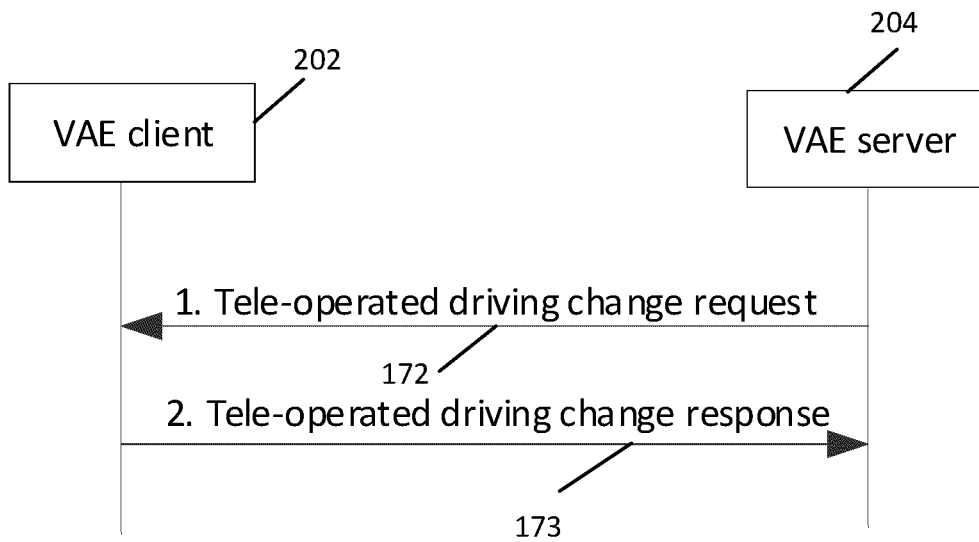 202
204
VAE client
VAE server
1. Tele-operated driving change request
172
2. Tele-operated driving change response
173